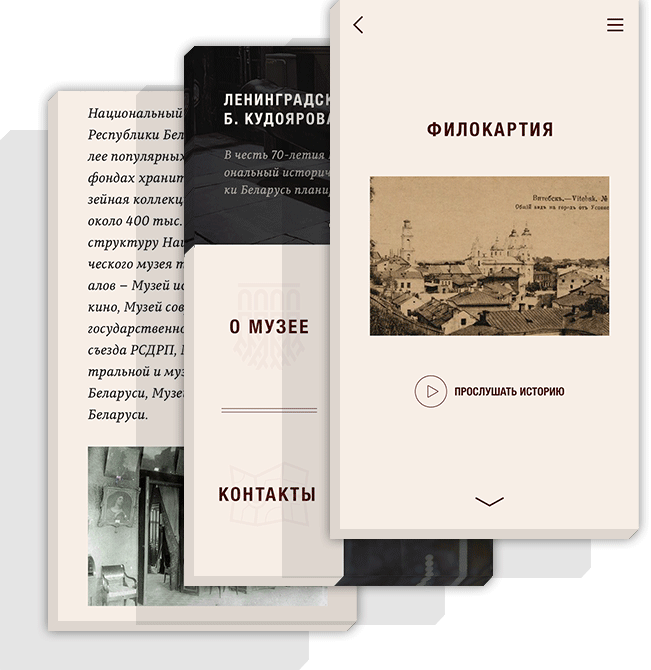 Национальный
Республики Бел
лее популярных
фондах хранит
зейная коллекц
около 400 тыс.
структуру На
ческого музея т
алов – Музей ис
кино, Музей сов
государственно
съезда РСДРП,
тральной и муз
Беларуси, Музе
Беларуси.
ЛЕНИНГРАДСК
Б. КУДОЯРОВА
В честь 70-летия
ональный историч
ки Беларусь плани
О МУЗЕЕ
КОНТАКТЫ
ФИЛОКАРТИЯ
Витебскъ.—Vitebsk. №
Общій видъ на городъ отъ Успенс
ПРОСЛУШАТЬ ИСТОРИЮ